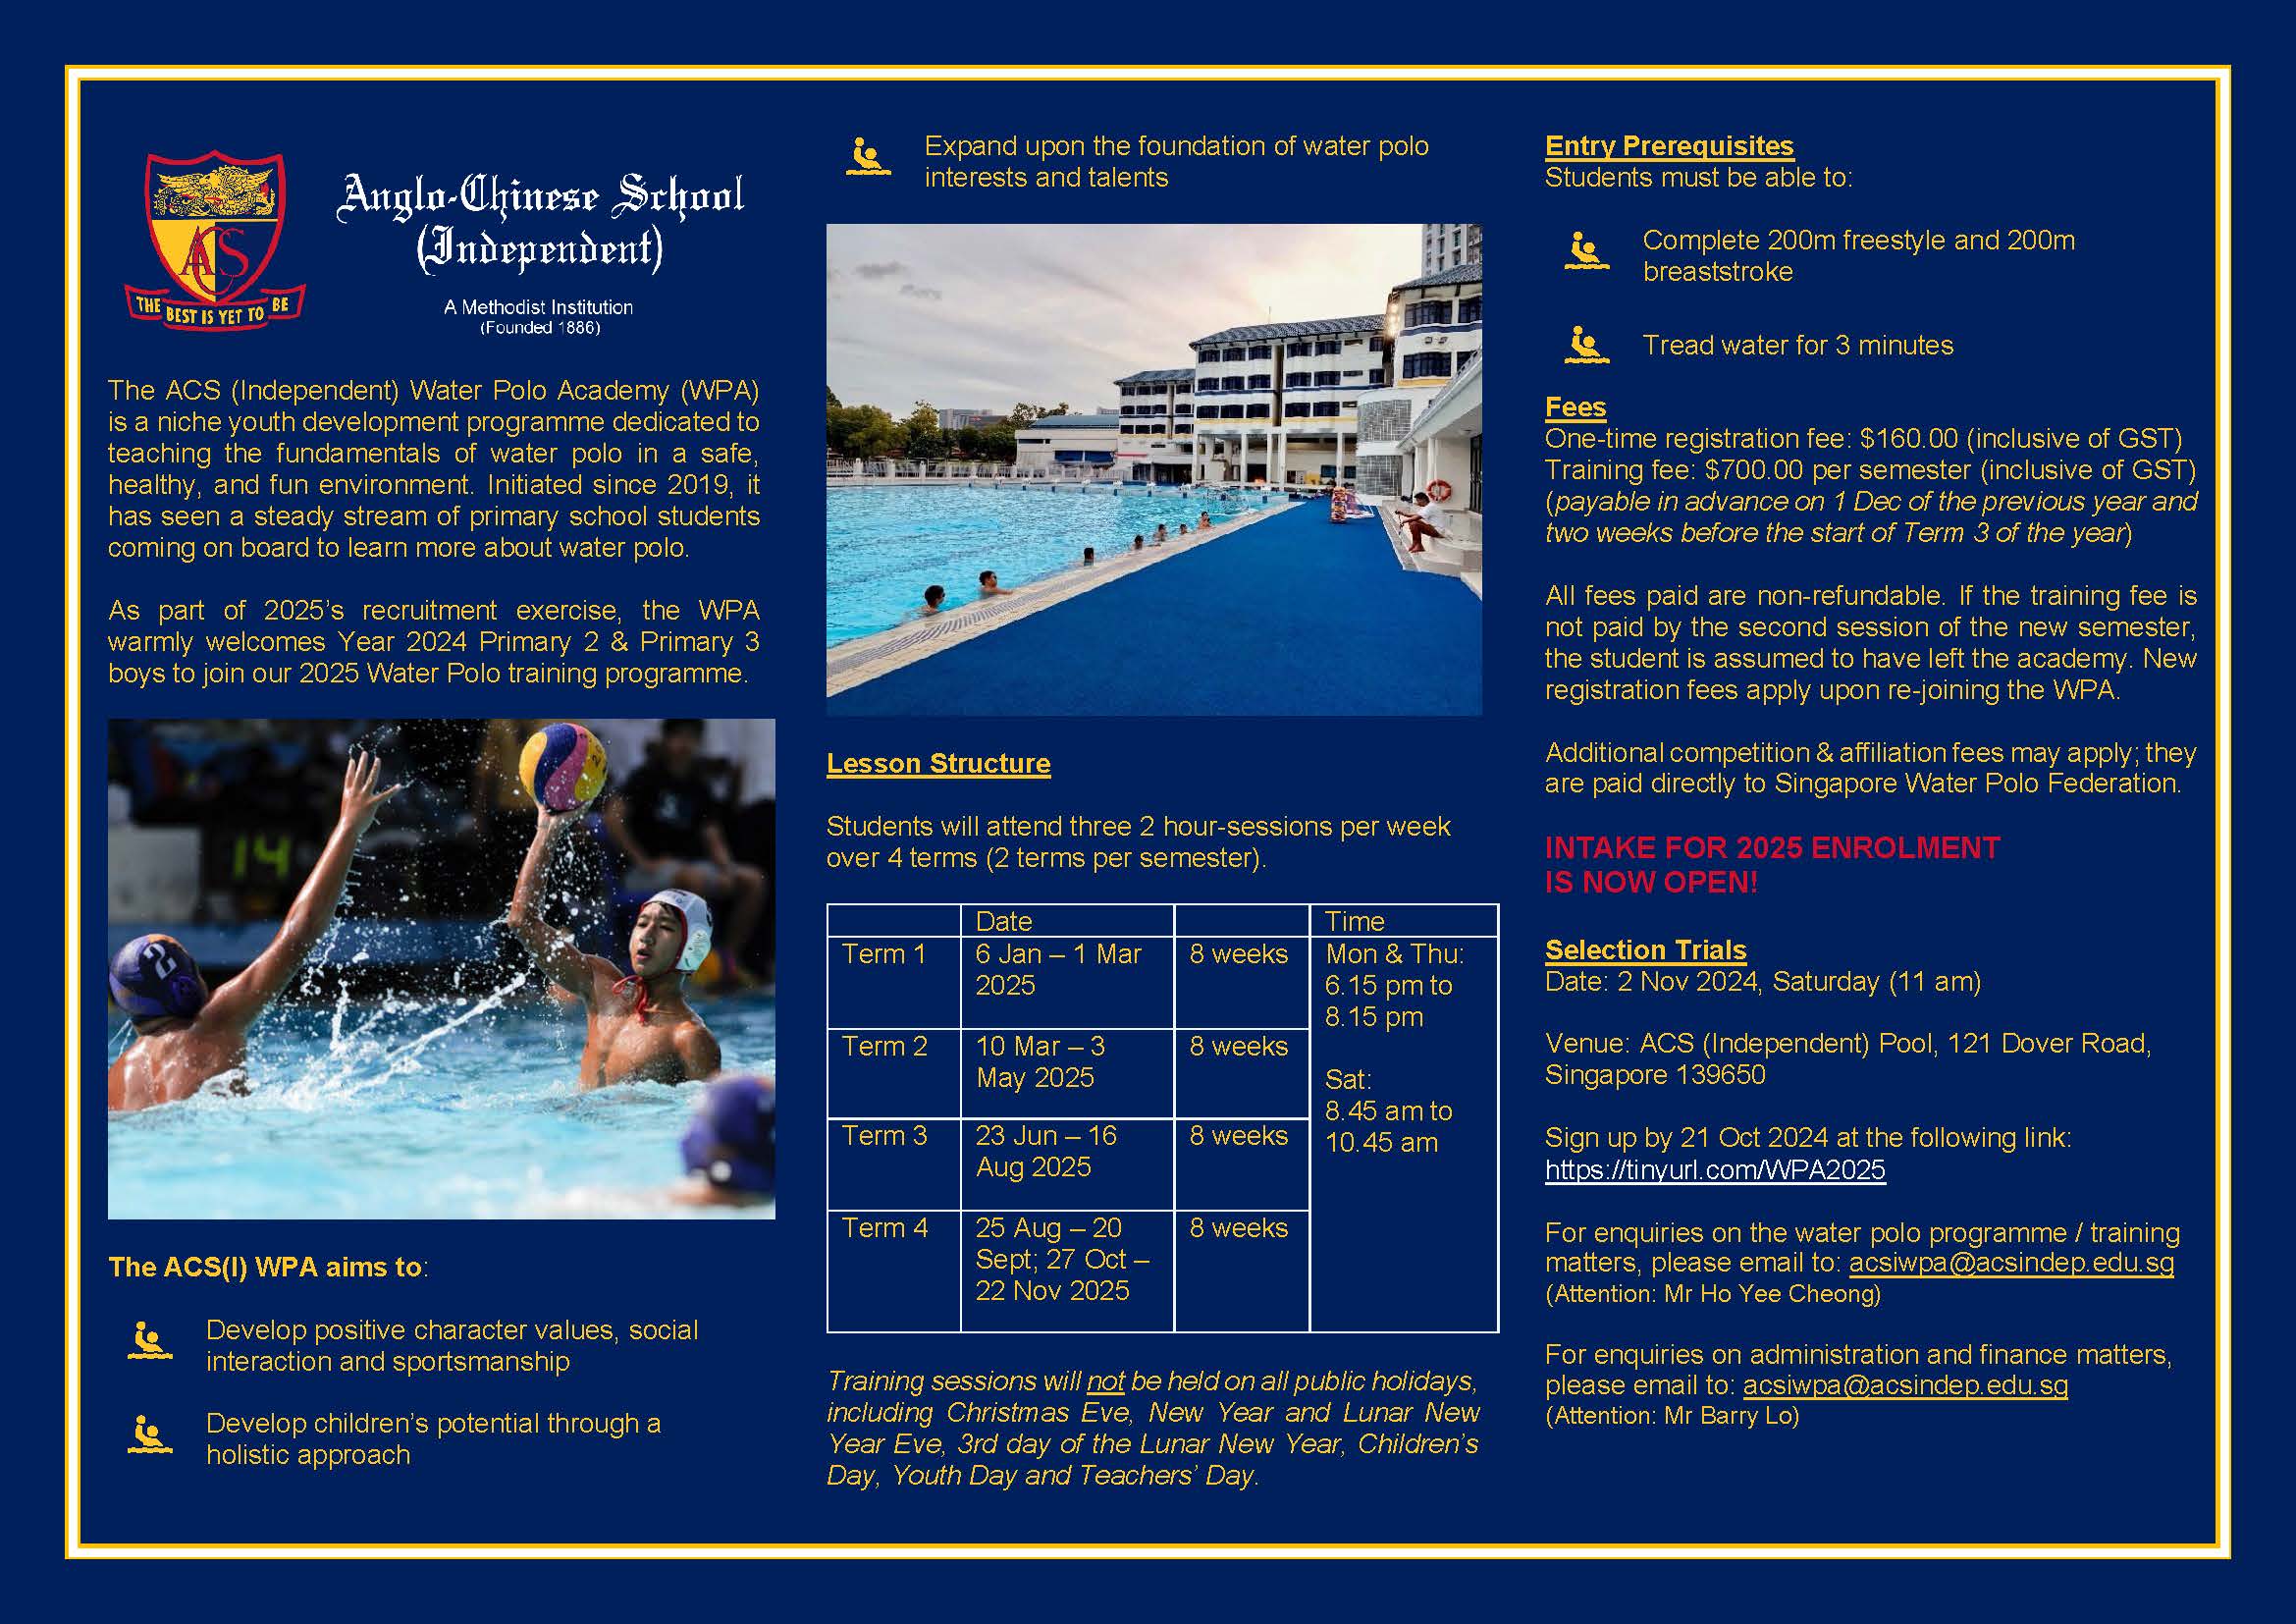 Anglo-Chinese School
(Independent)
A Methodist Institution
(Founded 1886)
ACS
THE BEST IS YET TO BE
The ACS (Independent) Water Polo Academy (WPA)
is a niche youth development programme dedicated to
teaching the fundamentals of water polo in a safe,
healthy, and fun environment. Initiated since 2019, it
has seen a steady stream of primary school students
coming on board to learn more about water polo.
As part of 2025’s recruitment exercise, the WPA
warmly welcomes Year 2024 Primary 2 & Primary 3
boys to join our 2025 Water Polo training programme.
14
2
The ACS(I) WPA aims to:
Develop positive character values, social
interaction and sportsmanship
Develop children’s potential through a
holistic approach
Expand upon the foundation of water polo
interests and talents
Lesson Structure
Students will attend three 2 hour-sessions per week
over 4 terms (2 terms per semester).
Date Time
Term 1 6 Jan – 1 Mar 8 weeks Mon & Thu:
2025 6.15 pm to
8.15 pm
Term 2 10 Mar – 3 8 weeks
May 2025 Sat:
8.45 am to
Term 3 23 Jun – 16 8 weeks 10.45 am
Aug 2025
Term 4 25 Aug – 20 8 weeks
Sept; 27 Oct –
22 Nov 2025
Training sessions will not be held on all public holidays,
including Christmas Eve, New Year and Lunar New
Year Eve, 3rd day of the Lunar New Year, Children’s
Day, Youth Day and Teachers’ Day.
Entry Prerequisites
Students must be able to:
Complete 200m freestyle and 200m
breaststroke
Tread water for 3 minutes
Fees
One-time registration fee: $160.00 (inclusive of GST)
Training fee: $700.00 per semester (inclusive of GST)
(payable in advance on 1 Dec of the previous year and
two weeks before the start of Term 3 of the year)
All fees paid are non-refundable. If the training fee is
not paid by the second session of the new semester,
the student is assumed to have left the academy. New
registration fees apply upon re-joining the WPA.
Additional competition & affiliation fees may apply; they
are paid directly to Singapore Water Polo Federation.
INTAKE FOR 2025 ENROLMENT
IS NOW OPEN!
Selection Trials
Date: 2 Nov 2024, Saturday (11 am)
Venue: ACS (Independent) Pool, 121 Dover Road,
Singapore 139650
Sign up by 21 Oct 2024 at the following link:
https://tinyurl.com/WPA2025
For enquiries on the water polo programme / training
matters, please email to: acsiwpa@acsindep.edu.sg
(Attention: Mr Ho Yee Cheong)
For enquiries on administration and finance matters,
please email to: acsiwpa@acsindep.edu.sg
(Attention: Mr Barry Lo)